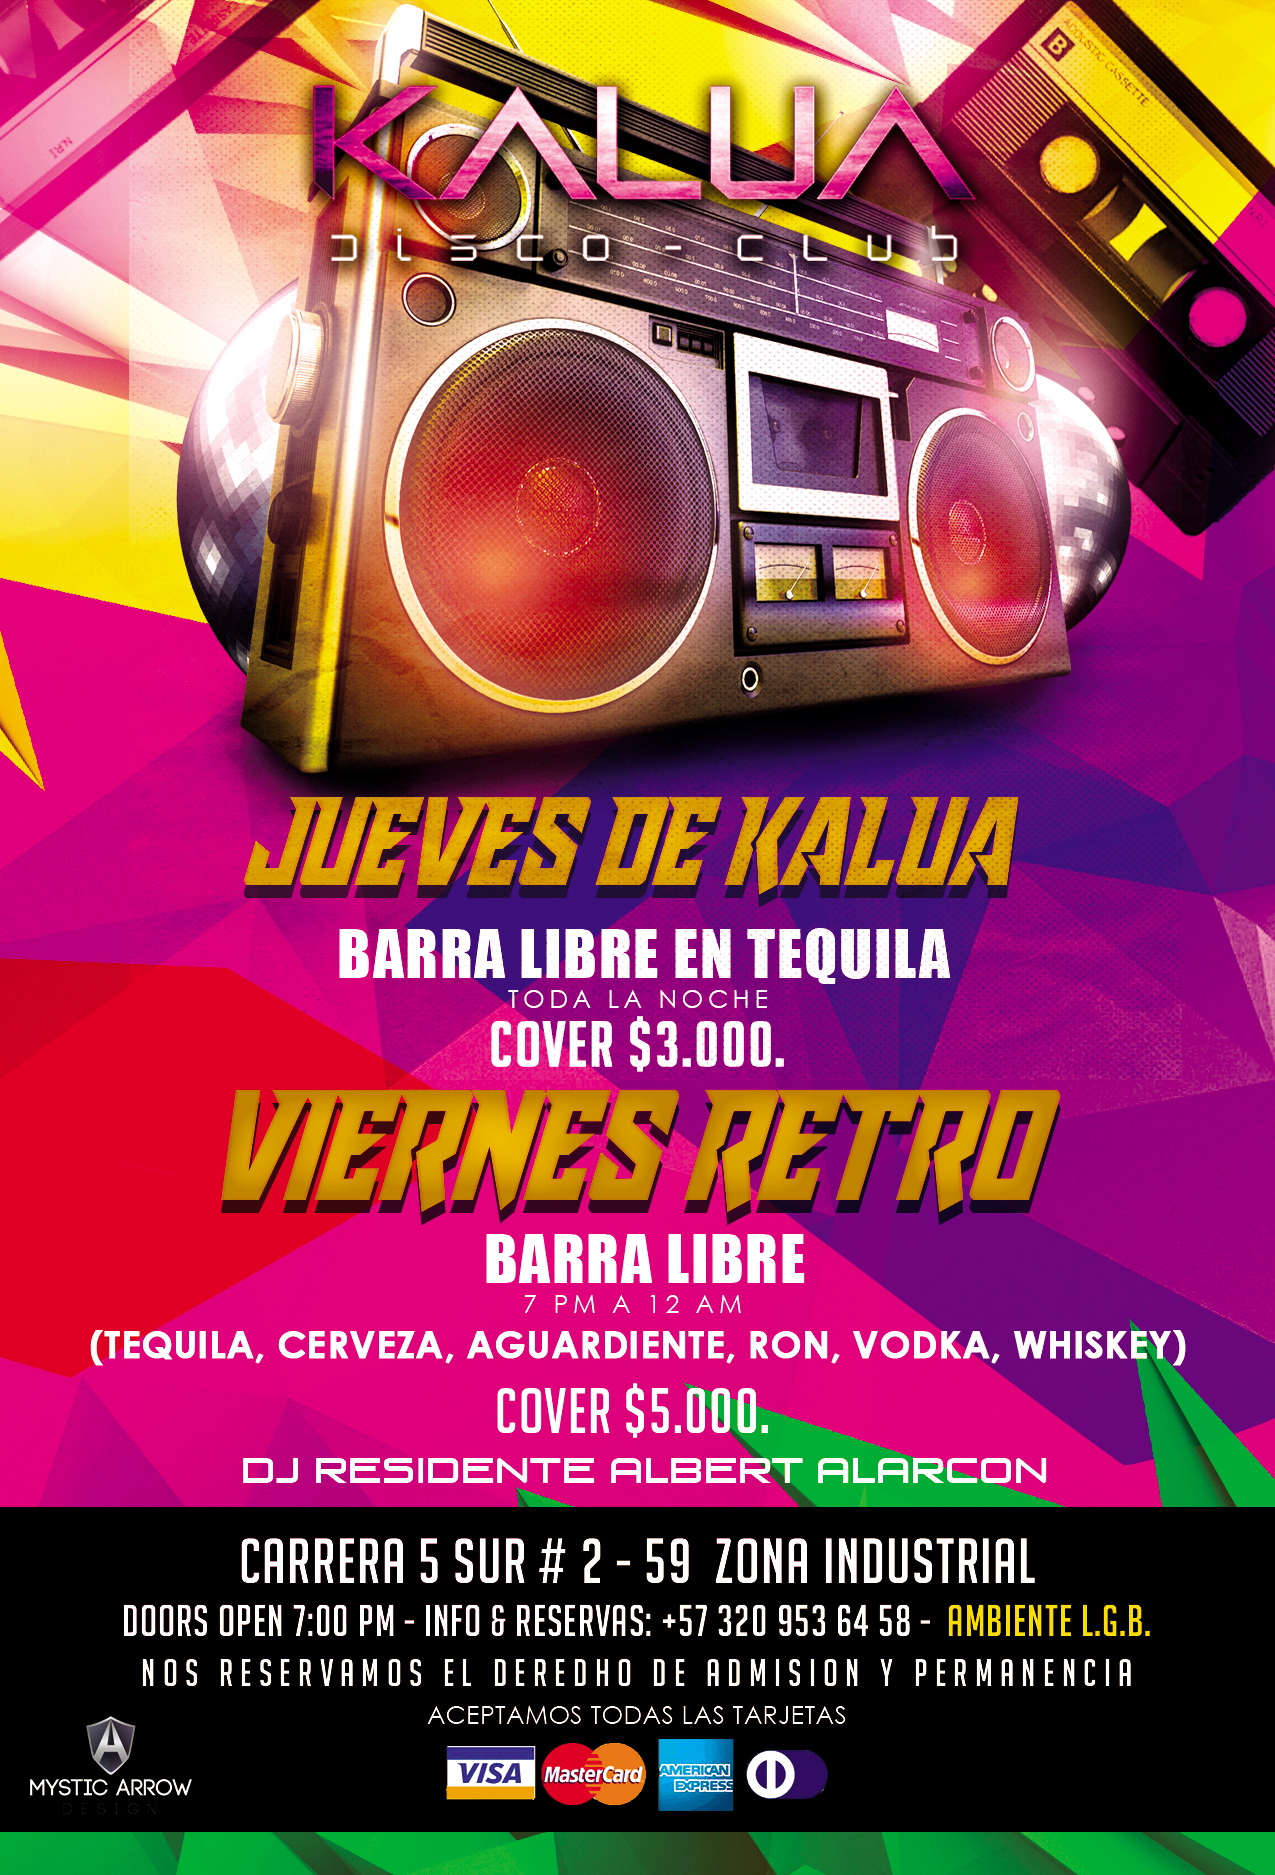 KALUA
DISCO - CLUB
B ACOUSTIC CASSETTE
N.R.I
N.R.I
JUEVES DE KALUA
BARRA LIBRE EN TEQUILA
TODA LA NOCHE
COVER $3.000.
VIERNES RETRO
BARRA LIBRE
7 PM A 12 AM
(TEQUILA, CERVEZA, AGUARDIENTE, RON, VODKA, WHISKEY)
COVER $5.000.
DJ RESIDENTE ALBERT ALARCON
CARRERA 5 SUR # 2 - 59 ZONA INDUSTRIAL
DOORS OPEN 7:00 PM - INFO & RESERVAS: +57 320 953 64 58 - AMBIENTE L.G.B.
NOS RESERVAMOS EL DEREDHO DE ADMISION Y PERMANENCIA
ACEPTAMOS TODAS LAS TARJETAS
VISA MasterCard AMERICAN EXPRESS
MYSTIC ARROW
DESIGN